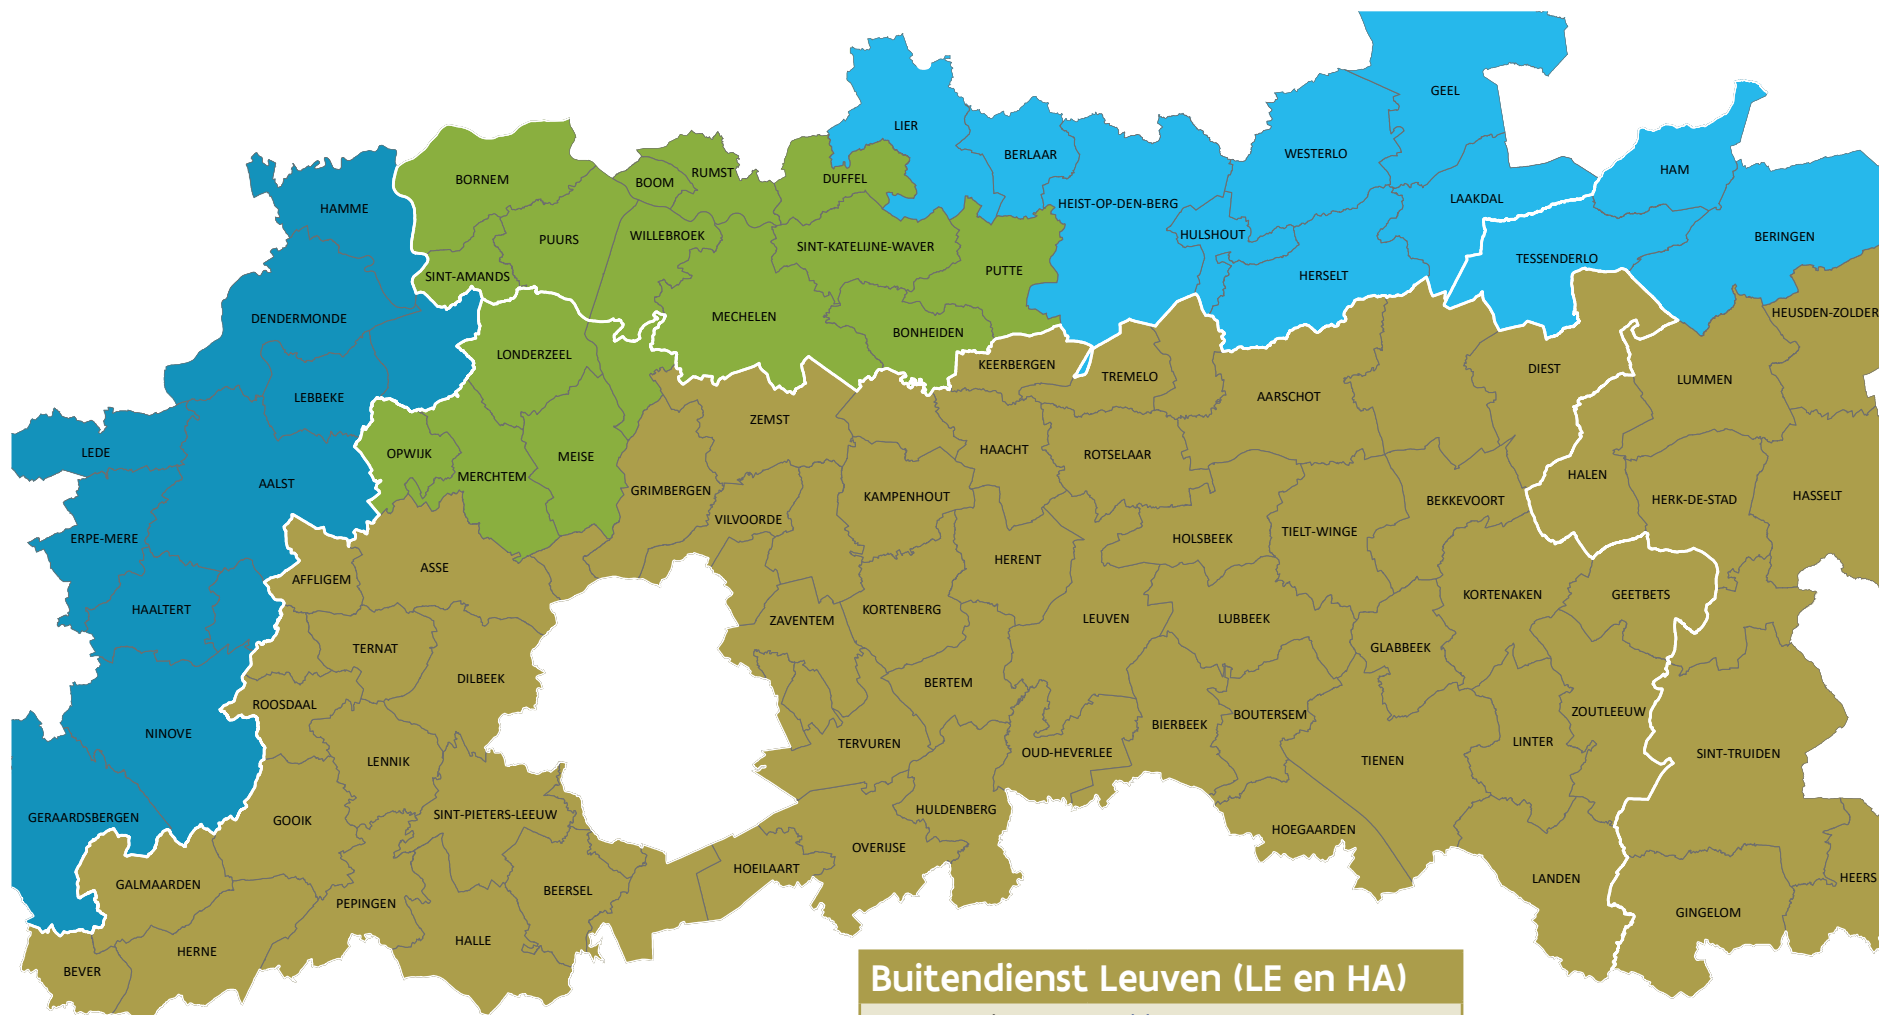 GEEL
LIER
BERLAAR
WESTERLO
HAM
BORNEM
BOOM
RUMST
DUFFEL
HAMME
HEIST-OP-DEN-BERG
LAAKDAL
PUURS
WILLEBROEK
SINT-KATELIJNE-WAVER
HULSHOUT
BERINGEN
SINT-AMANDS
PUTTE
HERSELT
TESSENDERLO
DENDERMONDE
MECHELEN
BONHEIDEN
HEUSDEN-ZOLDER
LONDERZEEL
KEERBERGEN
TREMELO
DIEST
LUMMEN
LEBBEKE
AARSCHOT
ZEMST
LEDE
OPWIJK
MEISE
HAACHT
ROTSELAAR
AALST
MERCHTEM
GRIMBERGEN
KAMPENHOUT
BEKKEVOORT
HALEN
HERK-DE-STAD
HASSELT
VILVOORDE
ERPE-MERE
HOLSBEEK
TIELT-WINGE
ASSE
AFFLIGEM
HERENT
KORTENAKEN
GEETBETS
HAALTERT
KORTENBERG
ZAVENTEM
LEUVEN
LUBBEEK
TERNAT
GLABBEEK
DILBEEK
BERTEM
ROOSDAAL
BIERBEEK
BOUTERSEM
ZOUTLEEUW
NINOVE
TERVUREN
OUD-HEVERLEE
LINTER
SINT-TRUIDEN
LENNIK
TIENEN
GERAARDSBERGEN
GOOIK
SINT-PIETERS-LEEUW
HULDENBERG
HOEGAARDEN
OVERIJSE
HOEILAART
GALMAARDEN
BEERSEL
LANDEN
HEERS
PEPINGEN
GINGELOM
HALLE
HERNE
BEVER
Buitendienst Leuven (LE en HA)